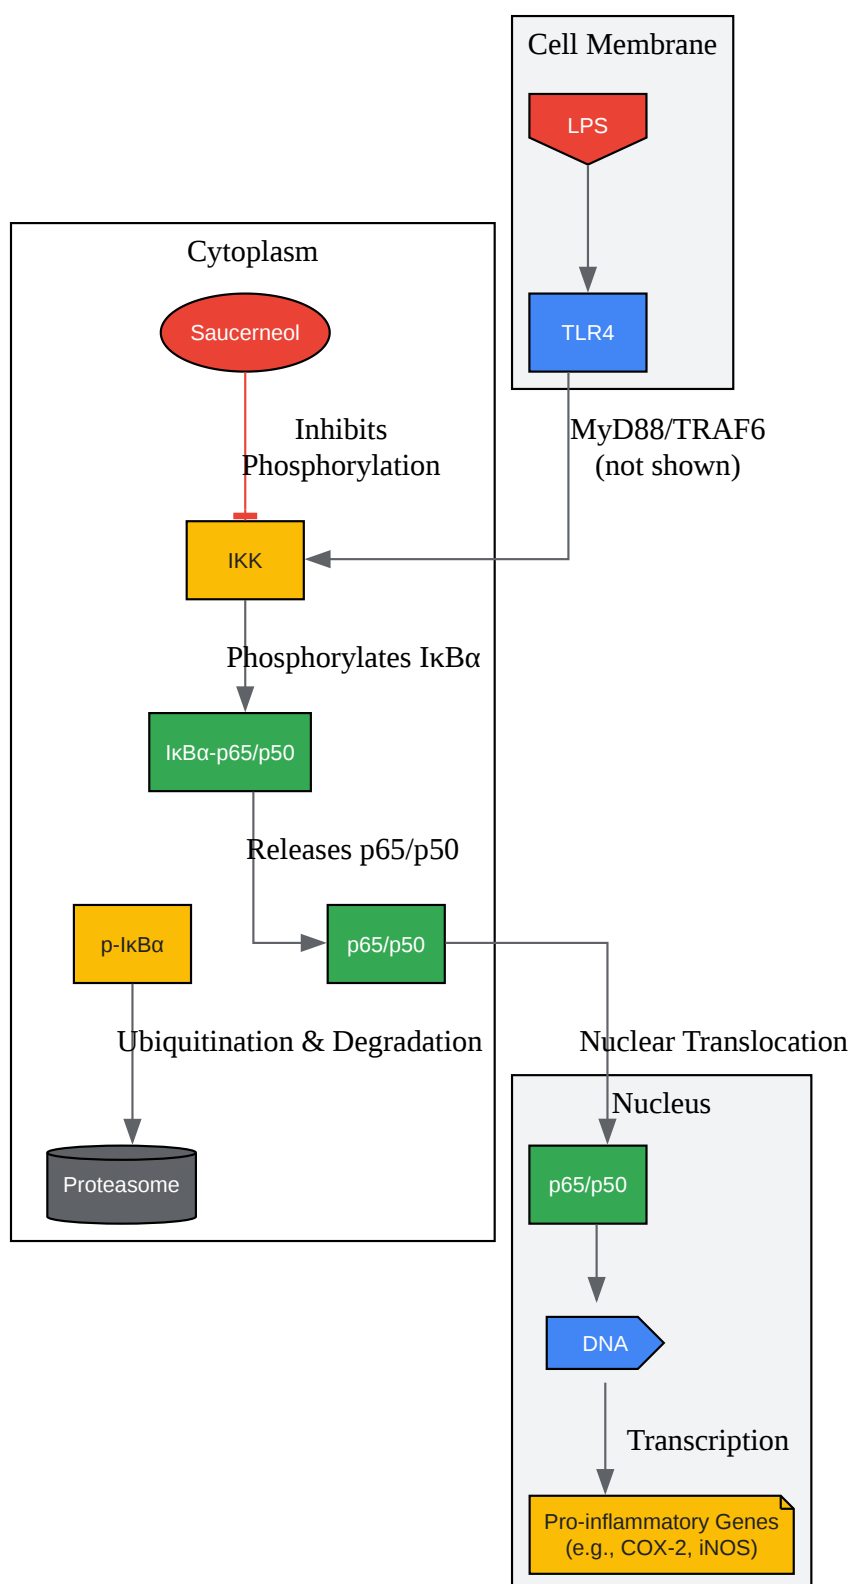 Cell Membrane
LPS
Cytoplasm
Saucerneol
TLR4
Inhibits
Phosphorylation
MyD88/TRAF6
(not shown)
IKK
Phosphorylates IκBα
IκBα-p65/p50
Releases p65/p50
p-IκBα
p65/p50
Ubiquitination & Degradation
Nuclear Translocation
Nucleus
Proteasome
p65/p50
DNA
Transcription
Pro-inflammatory Genes
(e.g., COX-2, iNOS)